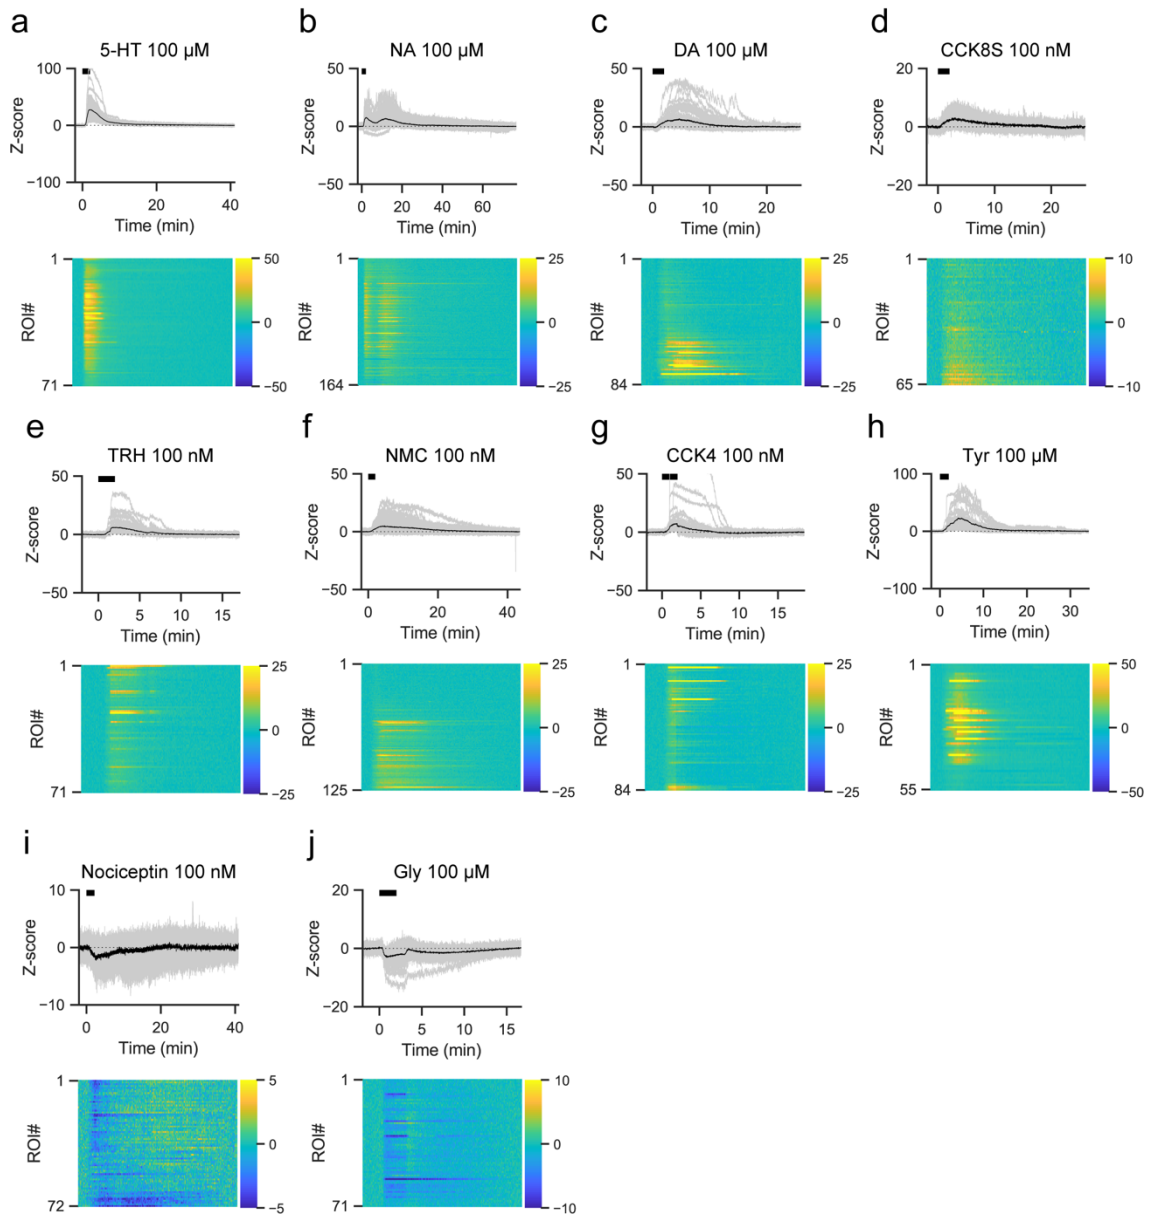 a
5-HT 100 µM
Z-score
100
0
−100
0 20 40
Time (min)
ROI#
1
71
50
0
−50
b
NA 100 µM
Z-score
50
0
−50
0 20 40 60
Time (min)
ROI#
1
164
25
0
−25
c
DA 100 µM
Z-score
50
0
−50
0 10 20
Time (min)
ROI#
1
84
25
0
−25
d
CCK8S 100 nM
Z-score
20
0
−20
0 10 20
Time (min)
ROI#
1
65
10
0
−10
e
TRH 100 nM
Z-score
50
0
−50
0 5 10 15
Time (min)
ROI#
1
71
25
0
−25
f
NMC 100 nM
Z-score
50
0
−50
0 20 40
Time (min)
ROI#
1
125
25
0
−25
g
CCK4 100 nM
Z-score
50
0
−50
0 5 10 15
Time (min)
ROI#
1
84
25
0
−25
h
Tyr 100 µM
Z-score
100
0
−100
0 10 20 30
Time (min)
ROI#
1
55
50
0
−50
i
Nociceptin 100 nM
Z-score
10
0
−10
0 20 40
Time (min)
ROI#
1
72
5
0
−5
j
Gly 100 µM
Z-score
20
0
−20
0 5 10 15
Time (min)
ROI#
1
71
10
0
−10